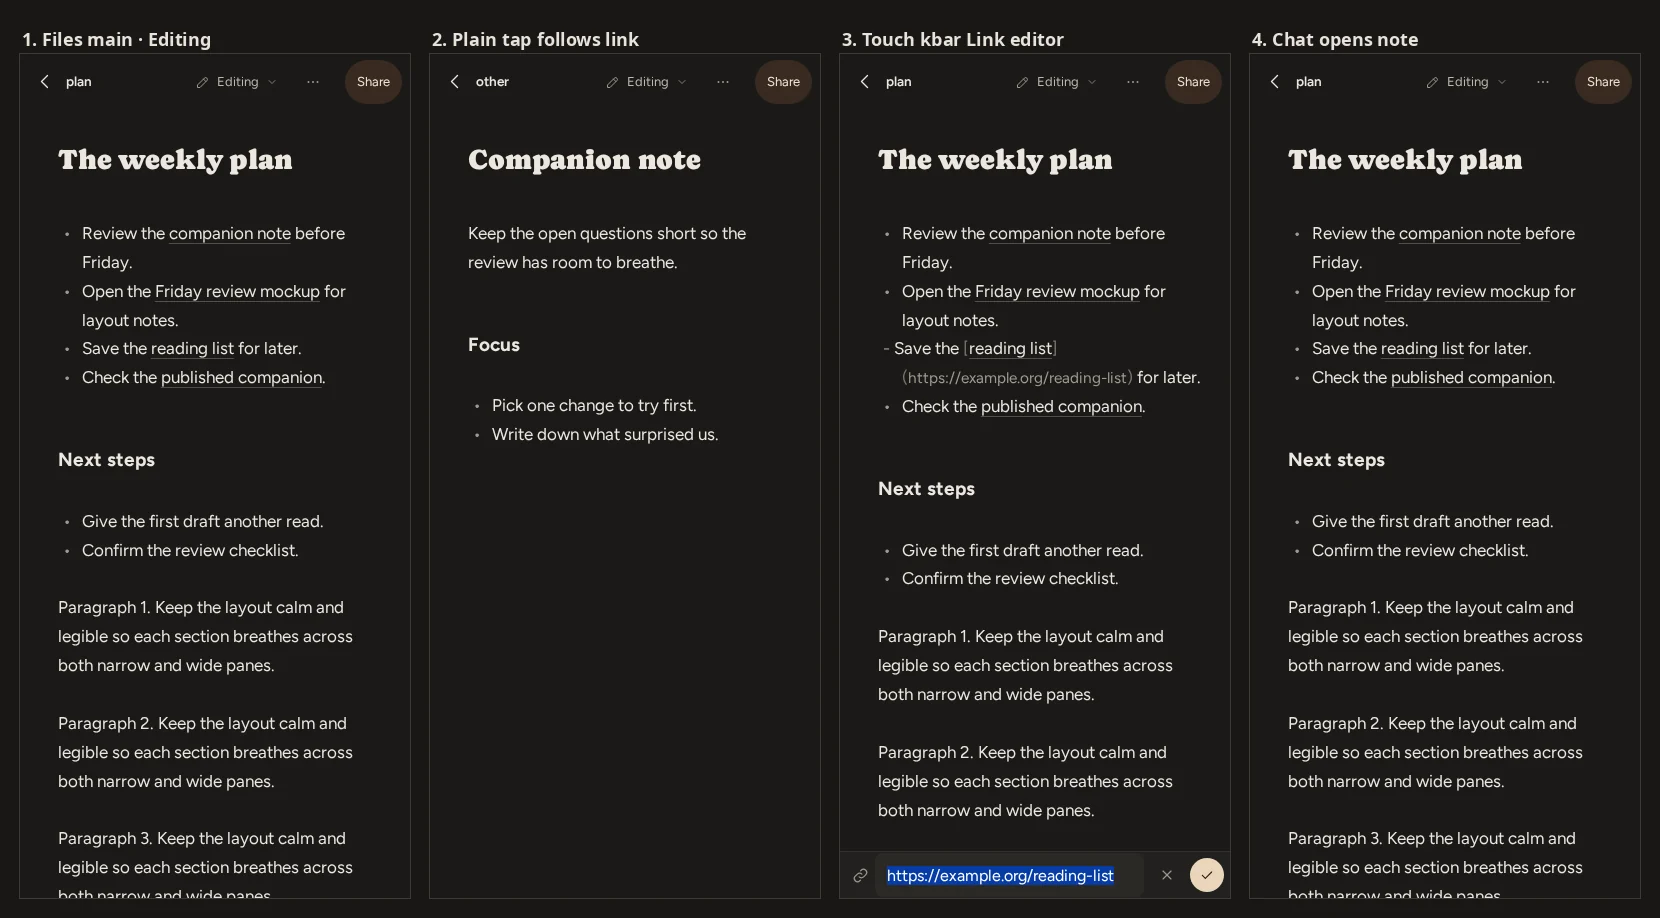 1. Files main · Editing
plan
Editing
···
Share
The weekly plan
• Review the companion note before
Friday.
• Open the Friday review mockup for
layout notes.
• Save the reading list for later.
• Check the published companion.
Next steps
• Give the first draft another read.
• Confirm the review checklist.
Paragraph 1. Keep the layout calm and
legible so each section breathes across
both narrow and wide panes.
Paragraph 2. Keep the layout calm and
legible so each section breathes across
both narrow and wide panes.
Paragraph 3. Keep the layout calm and
legible so each section breathes across
both narrow and wide panes.
2. Plain tap follows link
other
Editing
···
Share
Companion note
Keep the open questions short so the
review has room to breathe.
Focus
• Pick one change to try first.
• Write down what surprised us.
3. Touch kbar Link editor
plan
Editing
···
Share
The weekly plan
• Review the companion note before
Friday.
• Open the Friday review mockup for
layout notes.
- Save the [reading list]
(https://example.org/reading-list) for later.
• Check the published companion.
Next steps
• Give the first draft another read.
• Confirm the review checklist.
Paragraph 1. Keep the layout calm and
legible so each section breathes across
both narrow and wide panes.
Paragraph 2. Keep the layout calm and
legible so each section breathes across
both narrow and wide panes.
https://example.org/reading-list
4. Chat opens note
plan
Editing
···
Share
The weekly plan
• Review the companion note before
Friday.
• Open the Friday review mockup for
layout notes.
• Save the reading list for later.
• Check the published companion.
Next steps
• Give the first draft another read.
• Confirm the review checklist.
Paragraph 1. Keep the layout calm and
legible so each section breathes across
both narrow and wide panes.
Paragraph 2. Keep the layout calm and
legible so each section breathes across
both narrow and wide panes.
Paragraph 3. Keep the layout calm and
legible so each section breathes across
both narrow and wide panes.